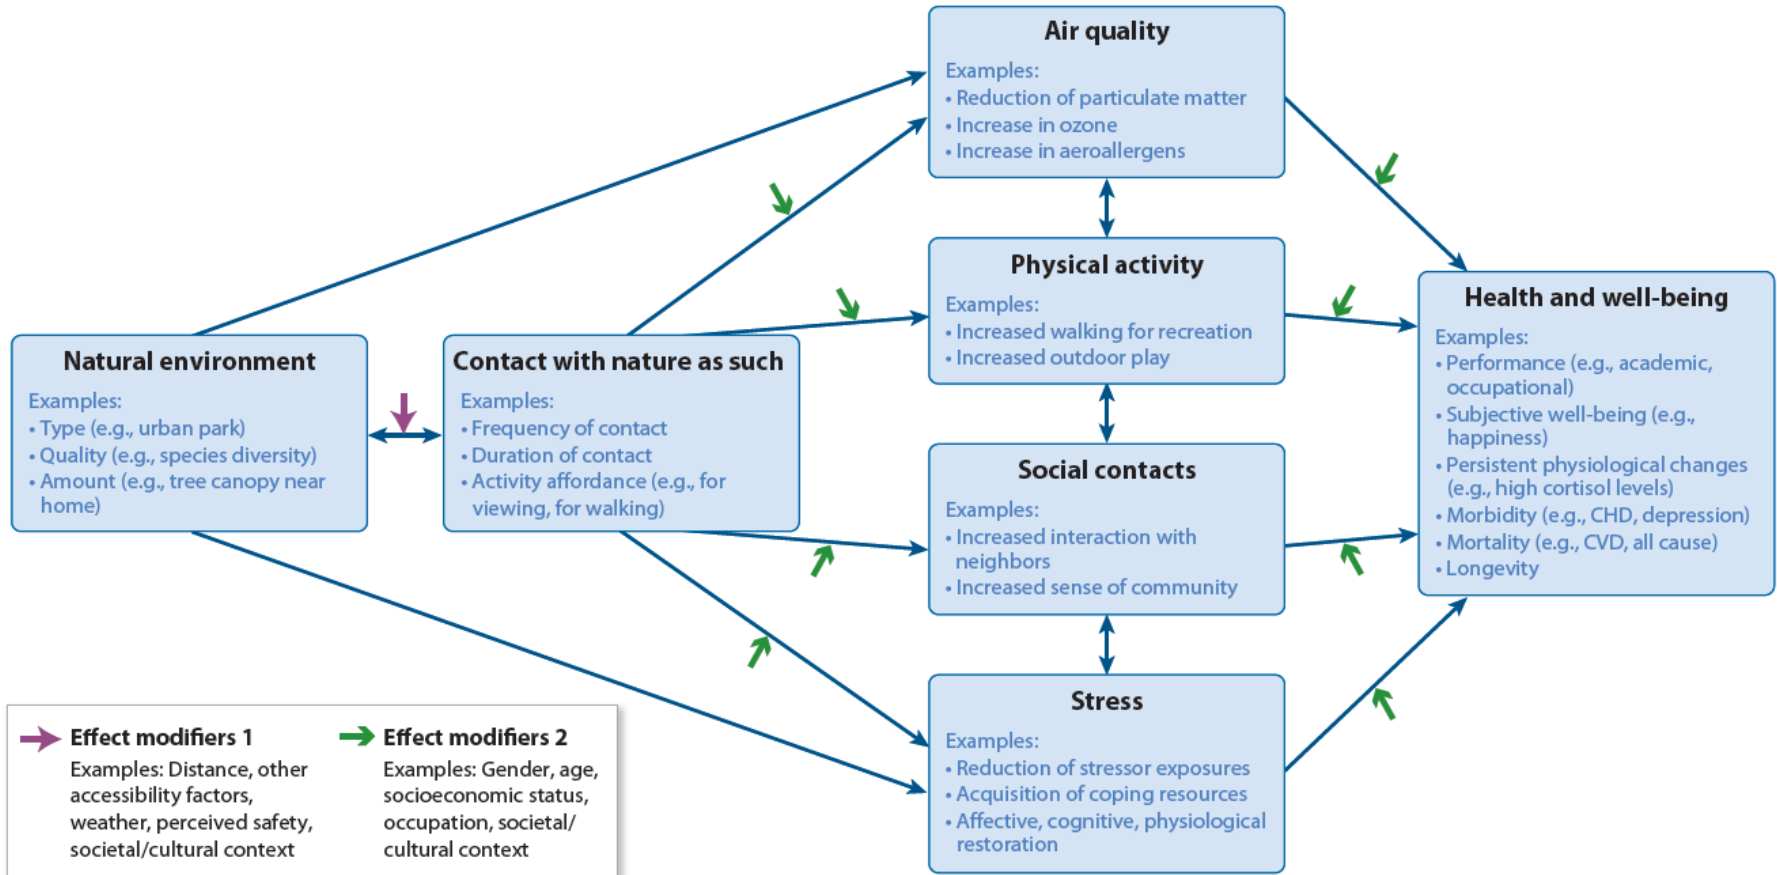 Air quality
Examples:
• Reduction of particulate matter
• Increase in ozone
• Increase in aeroallergens
Physical activity
Examples:
• Increased walking for recreation
• Increased outdoor play
Natural environment
Examples:
• Type (e.g., urban park)
• Quality (e.g., species diversity)
• Amount (e.g., tree canopy near
home)
Contact with nature as such
Examples:
• Frequency of contact
• Duration of contact
• Activity affordance (e.g., for
viewing, for walking)
Social contacts
Examples:
• Increased interaction with
neighbors
• Increased sense of community
Stress
Examples:
• Reduction of stressor exposures
• Acquisition of coping resources
• Affective, cognitive, physiological
restoration
Health and well-being
Examples:
• Performance (e.g., academic,
occupational)
• Subjective well-being (e.g.,
happiness)
• Persistent physiological changes
(e.g., high cortisol levels)
• Morbidity (e.g., CHD, depression)
• Mortality (e.g., CVD, all cause)
• Longevity
Effect modifiers 1
Examples: Distance, other
accessibility factors,
weather, perceived safety,
societal/cultural context
Effect modifiers 2
Examples: Gender, age,
socioeconomic status,
occupation, societal/
cultural context